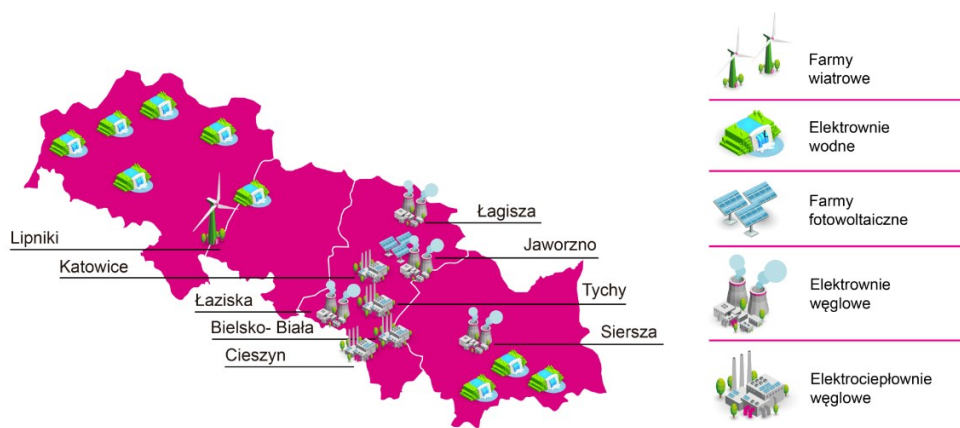 Lipniki
Katowice
Łaziska
Bielsko- Biała
Cieszyn
Łagisza
Jaworzno
Tychy
Siersza
Farmy
wiatrowe
Elektrownie
wodne
Farmy
fotowoltaiczne
Elektrownie
węglowe
Elektrociepłownie
węglowe